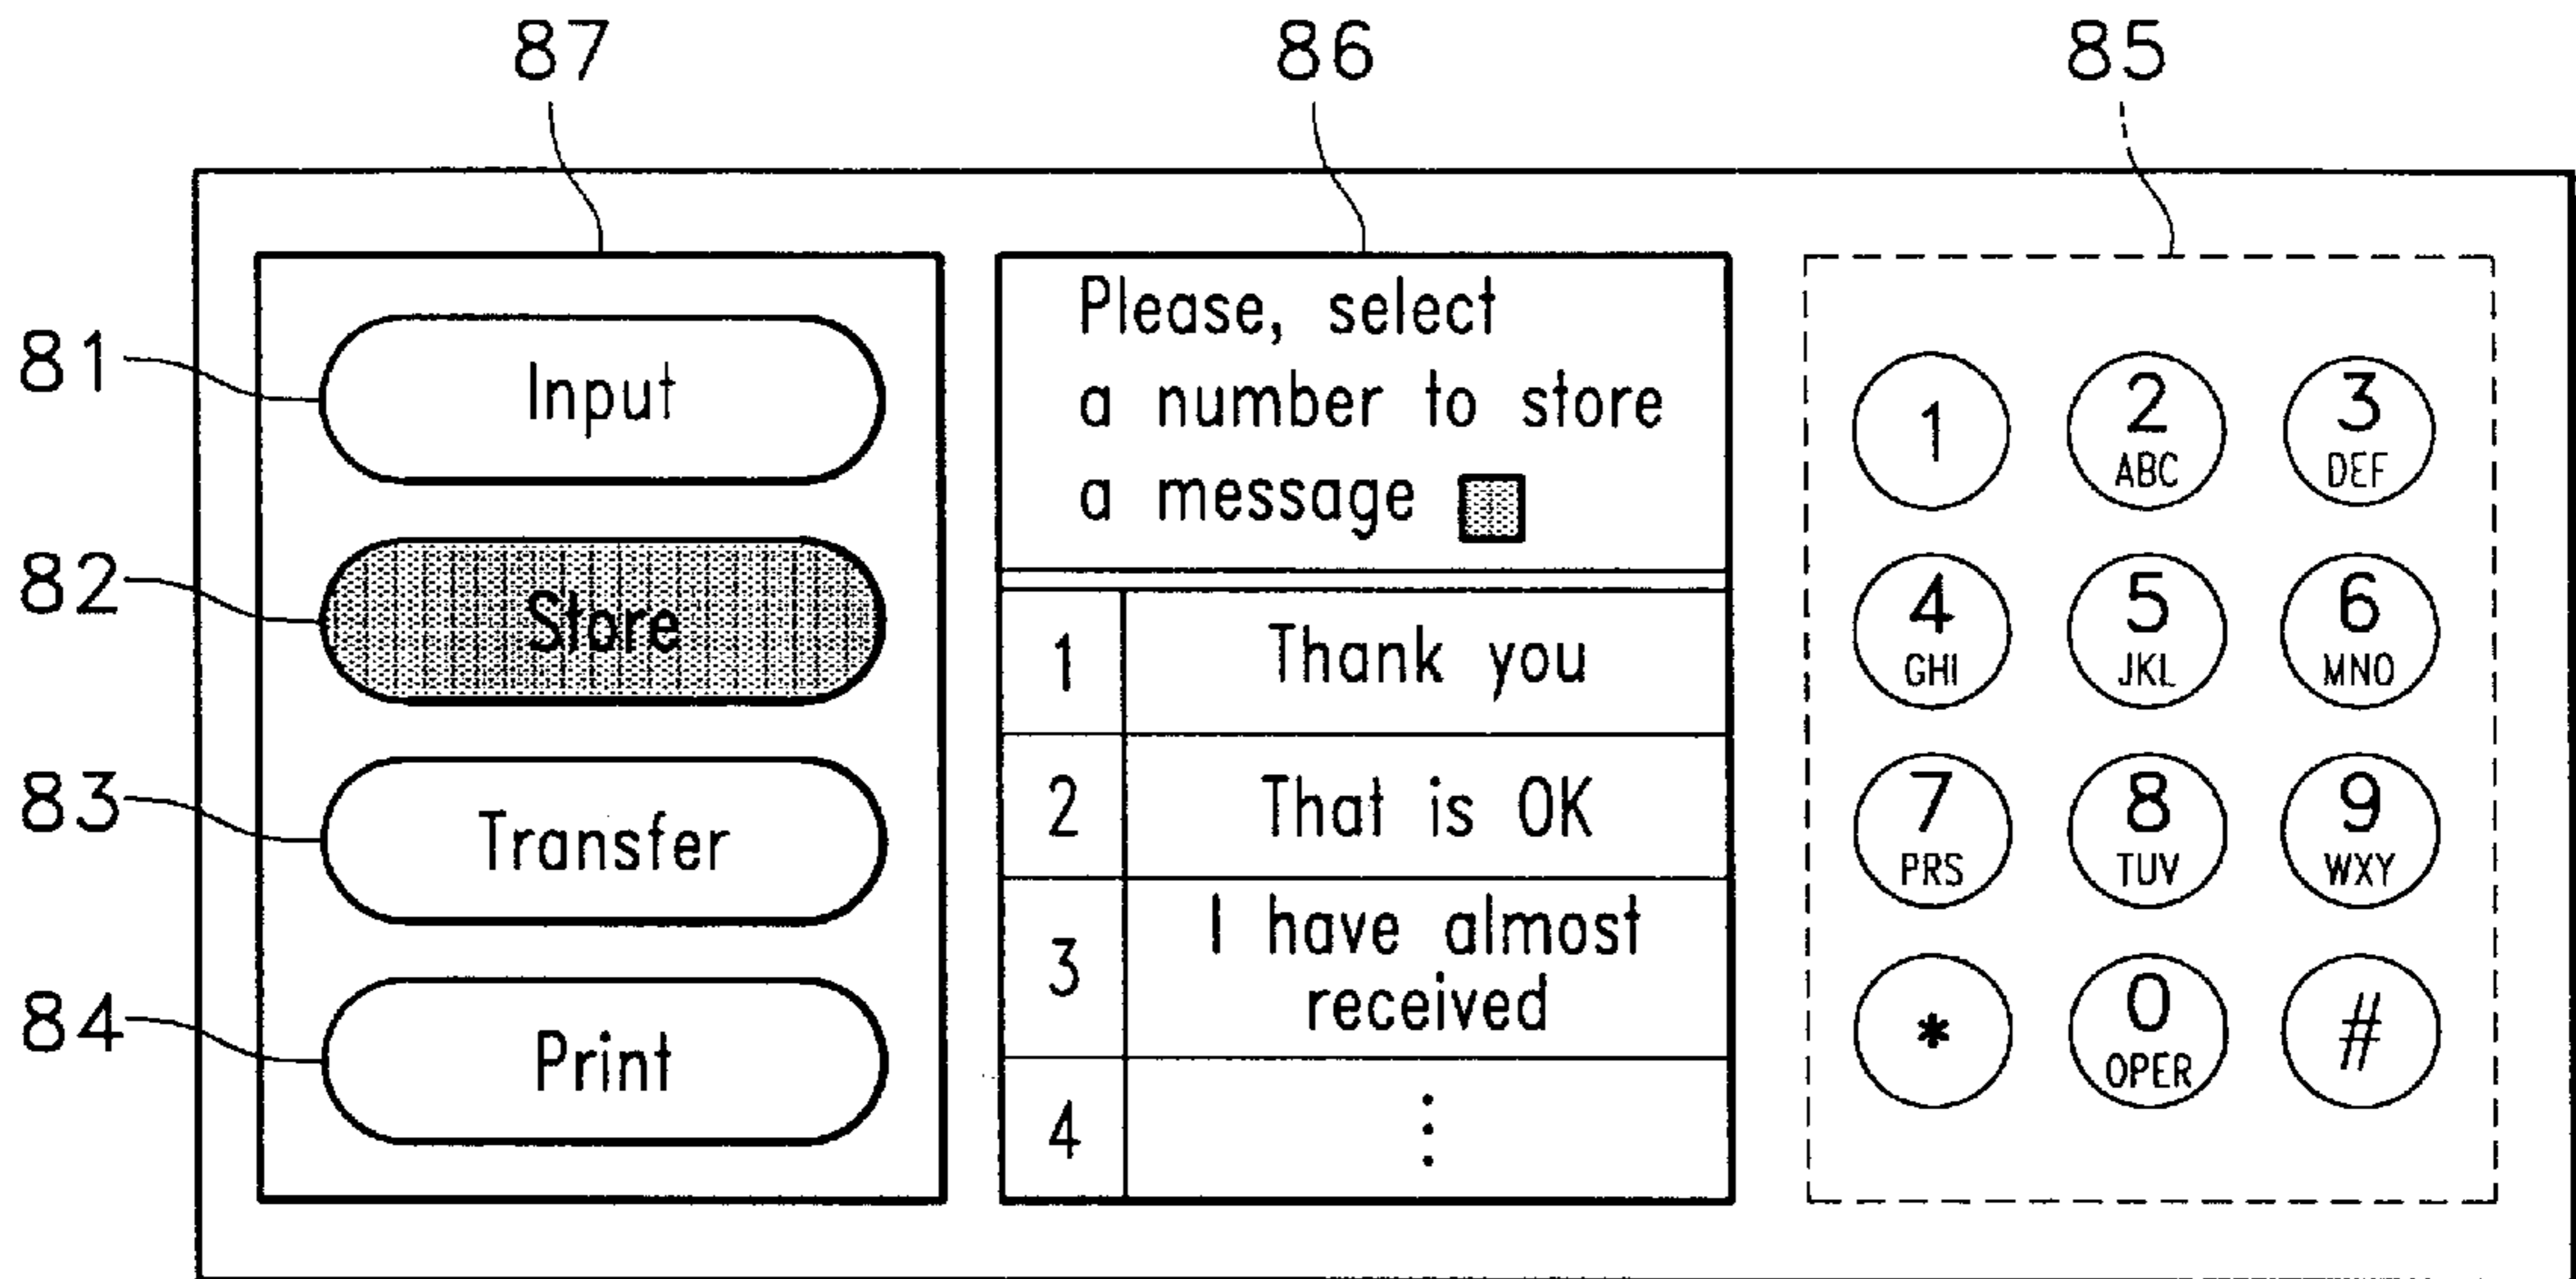 87 86 85
81 Input
82 Store
83 Transfer
84 Print
Please, select
a number to store
a message
1 Thank you
2 That is OK
3 I have almost
received
4
1 2 3
ABC DEF
4 5 6
GHI JKL MNO
7 8 9
PRS TUV WXY
* 0 #
OPER